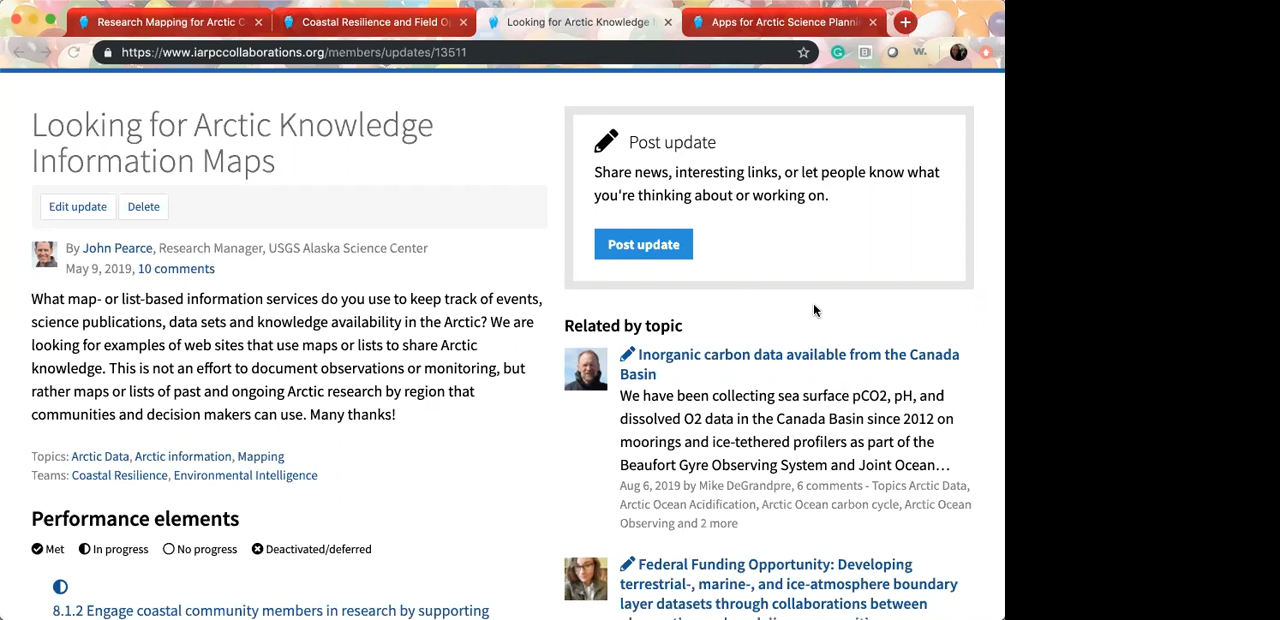 Research Mapping for Arctic C
Coastal Resilience and Field O
Looking for Arctic Knowledge
Apps for Arctic Science Planni
https://www.iarpccollaborations.org/members/updates/13511
Looking for Arctic Knowledge
Information Maps
Edit update
Delete
By John Pearce, Research Manager, USGS Alaska Science Center
May 9, 2019, 10 comments
What map- or list-based information services do you use to keep track of events,
science publications, data sets and knowledge availability in the Arctic? We are
looking for examples of web sites that use maps or lists to share Arctic
knowledge. This is not an effort to document observations or monitoring, but
rather maps or lists of past and ongoing Arctic research by region that
communities and decision makers can use. Many thanks!
Topics: Arctic Data, Arctic information, Mapping
Teams: Coastal Resilience, Environmental Intelligence
Performance elements
Met In progress No progress Deactivated/deferred
8.1.2 Engage coastal community members in research by supporting
Post update
Share news, interesting links, or let people know what
you're thinking about or working on.
Post update
Related by topic
Inorganic carbon data available from the Canada
Basin
We have been collecting sea surface pCO2, pH, and
dissolved O2 data in the Canada Basin since 2012 on
moorings and ice-tethered profilers as part of the
Beaufort Gyre Observing System and Joint Ocean…
Aug 6, 2019 by Mike DeGrandpre, 6 comments - Topics Arctic Data,
Arctic Ocean Acidification, Arctic Ocean carbon cycle, Arctic Ocean
Observing and 2 more
Federal Funding Opportunity: Developing
terrestrial-, marine-, and ice-atmosphere boundary
layer datasets through collaborations between